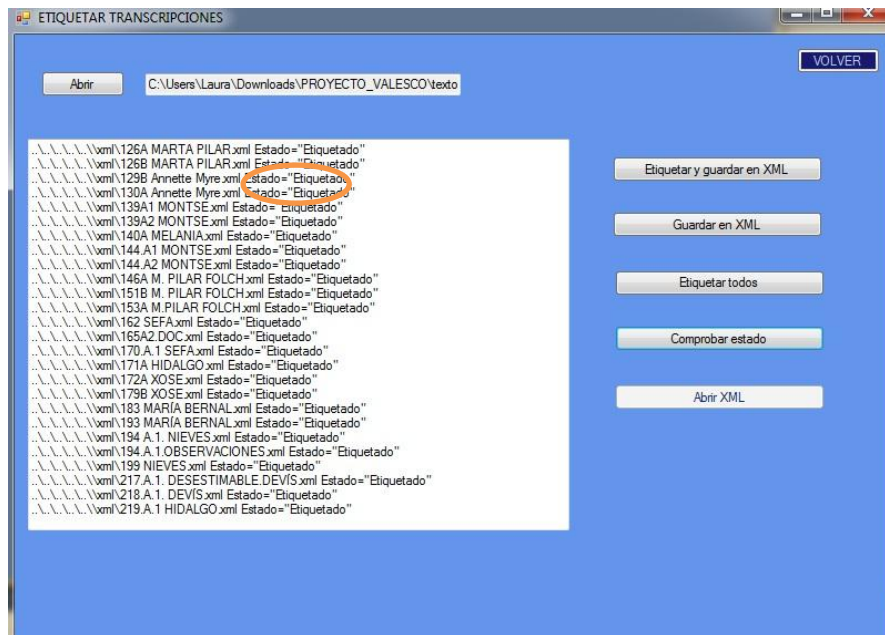 ETIQUETAR TRANSCRIPCIONES
VOLVER
Abrir
C:\Users\Laura\Downloads\PROYECTO_VALESCO\texto
..\..\..\..\..\\xml\126A MARTA PILAR.xml Estado="Etiquetado"
..\..\..\..\..\\xml\126B MARTA PILAR.xml Estado="Etiquetado"
..\..\..\..\..\\xml\129B Annette Myre.xml Estado="Etiquetado"
..\..\..\..\..\\xml\130A Annette Myre.xml Estado="Etiquetado"
..\..\..\..\..\\xml\139A1 MONTSE.xml Estado="Etiquetado"
..\..\..\..\..\\xml\139A2 MONTSE.xml Estado="Etiquetado"
..\..\..\..\..\\xml\140A MELANIA.xml Estado="Etiquetado"
..\..\..\..\..\\xml\144.A1 MONTSE.xml Estado="Etiquetado"
..\..\..\..\..\\xml\144.A2 MONTSE.xml Estado="Etiquetado"
..\..\..\..\..\\xml\146A M. PILAR FOLCH.xml Estado="Etiquetado"
..\..\..\..\..\\xml\151B M. PILAR FOLCH.xml Estado="Etiquetado"
..\..\..\..\..\\xml\153A M.PILAR FOLCH.xml Estado="Etiquetado"
..\..\..\..\..\\xml\162 SEFA.xml Estado="Etiquetado"
..\..\..\..\..\\xml\165A2.DOC.xml Estado="Etiquetado"
..\..\..\..\..\\xml\170.A.1 SEFA.xml Estado="Etiquetado"
..\..\..\..\..\\xml\171A HIDALGO.xml Estado="Etiquetado"
..\..\..\..\..\\xml\172A XOSE.xml Estado="Etiquetado"
..\..\..\..\..\\xml\179B XOSE.xml Estado="Etiquetado"
..\..\..\..\..\\xml\183 MARÍA BERNAL.xml Estado="Etiquetado"
..\..\..\..\..\\xml\193 MARÍA BERNAL.xml Estado="Etiquetado"
..\..\..\..\..\\xml\194 A.1. NIEVES.xml Estado="Etiquetado"
..\..\..\..\..\\xml\194.A.1.OBSERVACIONES.xml Estado="Etiquetado"
..\..\..\..\..\\xml\199 NIEVES.xml Estado="Etiquetado"
..\..\..\..\..\\xml\217.A.1. DESESTIMABLE.DEVÍS.xml Estado="Etiquetado"
..\..\..\..\..\\xml\218.A.1. DEVÍS.xml Estado="Etiquetado"
..\..\..\..\..\\xml\219.A.1 HIDALGO.xml Estado="Etiquetado"
Etiquetar y guardar en XML
Guardar en XML
Etiquetar todos
Comprobar estado
Abrir XML